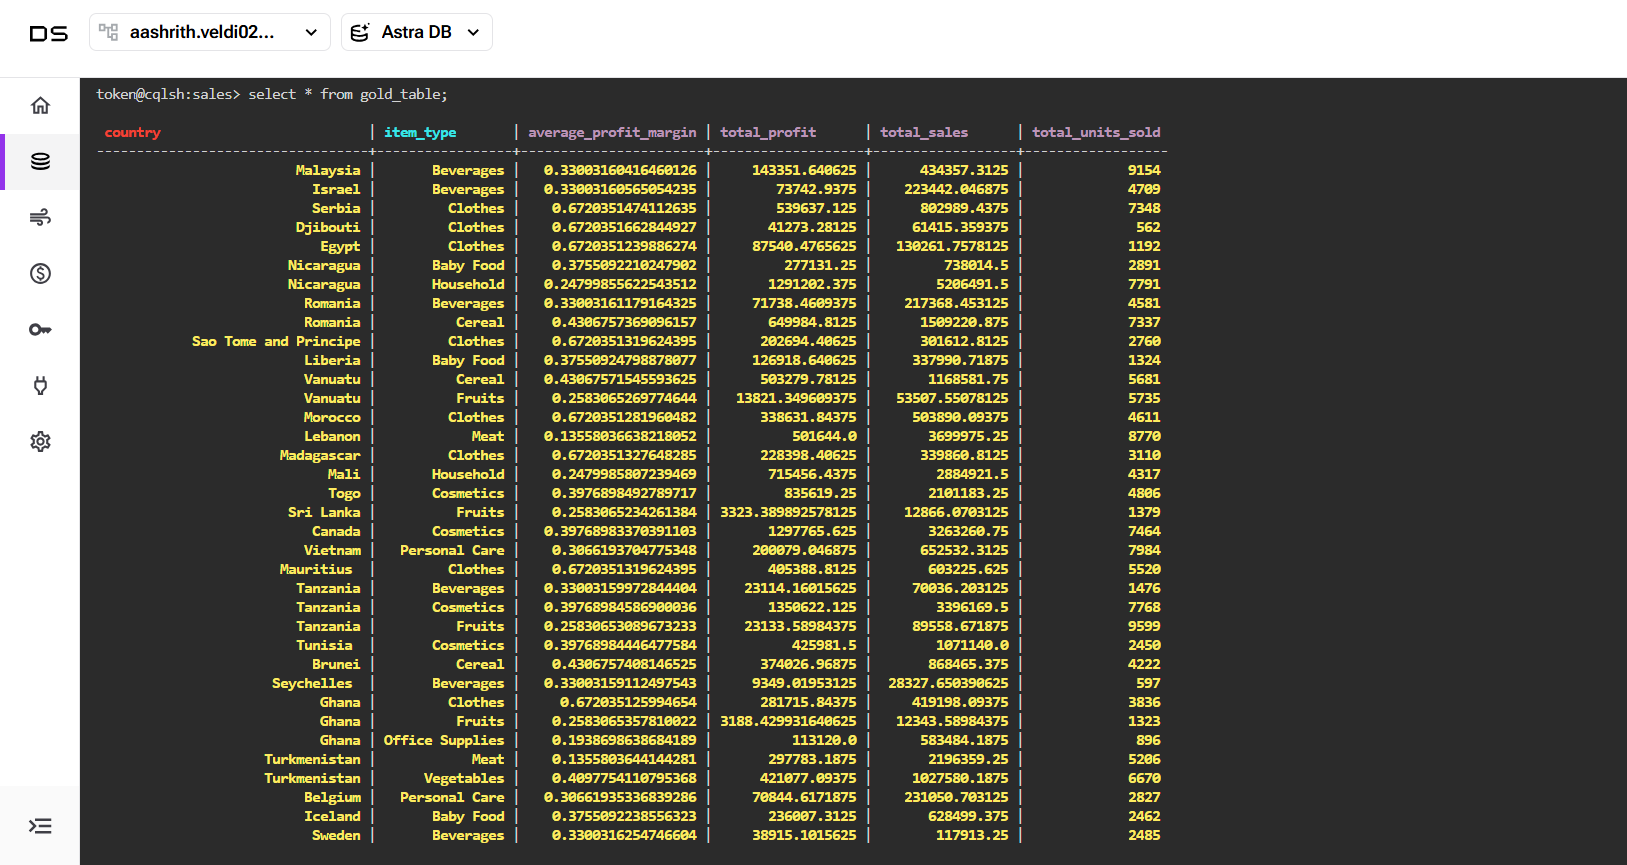 DS aashrith.veldi02... Astra DB
token@cqlsh:sales> select * from gold_table;
country | item_type | average_profit_margin | total_profit | total_sales | total_units_sold
---------------------------------+-----------------+-----------------------+------------------+------------------+------------------
Malaysia | Beverages | 0.33003160416460126 | 143351.640625 | 434357.3125 | 9154
Israel | Beverages | 0.33003160565054235 | 73742.9375 | 223442.046875 | 4709
Serbia | Clothes | 0.6720351474112635 | 539637.125 | 802989.4375 | 7348
Djibouti | Clothes | 0.6720351662844927 | 41273.28125 | 61415.359375 | 562
Egypt | Clothes | 0.6720351239886274 | 87540.4765625 | 130261.7578125 | 1192
Nicaragua | Baby Food | 0.3755092210247902 | 277131.25 | 738014.5 | 2891
Nicaragua | Household | 0.24799855622543512 | 1291202.375 | 5206491.5 | 7791
Romania | Beverages | 0.33003161179164325 | 71738.4609375 | 217368.453125 | 4581
Romania | Cereal | 0.4306757369096157 | 649984.8125 | 1509220.875 | 7337
Sao Tome and Principe | Clothes | 0.6720351319624395 | 202694.40625 | 301612.8125 | 2760
Liberia | Baby Food | 0.37550924798878077 | 126918.640625 | 337990.71875 | 1324
Vanuatu | Cereal | 0.43067571545593625 | 503279.78125 | 1168581.75 | 5681
Vanuatu | Fruits | 0.2583065269774644 | 13821.349609375 | 53507.55078125 | 5735
Morocco | Clothes | 0.6720351281960482 | 338631.84375 | 503890.09375 | 4611
Lebanon | Meat | 0.13558036638218052 | 501644.0 | 3699975.25 | 8770
Madagascar | Clothes | 0.6720351327648285 | 228398.40625 | 339860.8125 | 3110
Mali | Household | 0.2479985807239469 | 715456.4375 | 2884921.5 | 4317
Togo | Cosmetics | 0.3976898492789717 | 835619.25 | 2101183.25 | 4806
Sri Lanka | Fruits | 0.2583065234261384 | 3323.389892578125 | 12866.0703125 | 1379
Canada | Cosmetics | 0.39768983370391103 | 1297765.625 | 3263260.75 | 7464
Vietnam | Personal Care | 0.3066193704775348 | 200079.046875 | 652532.3125 | 7984
Mauritius | Clothes | 0.6720351319624395 | 405388.8125 | 603225.625 | 5520
Tanzania | Beverages | 0.33003159972844404 | 23114.16015625 | 70036.203125 | 1476
Tanzania | Cosmetics | 0.39768984586900036 | 1350622.125 | 3396169.5 | 7768
Tanzania | Fruits | 0.25830653089673233 | 23133.58984375 | 89558.671875 | 9599
Tunisia | Cosmetics | 0.39768984446477584 | 425981.5 | 1071140.0 | 2450
Brunei | Cereal | 0.4306757408146525 | 374026.96875 | 868465.375 | 4222
Seychelles | Beverages | 0.33003159112497543 | 9349.01953125 | 28327.650390625 | 597
Ghana | Clothes | 0.672035125994654 | 281715.84375 | 419198.09375 | 3836
Ghana | Fruits | 0.2583065357810022 | 3188.429931640625 | 12343.58984375 | 1323
Ghana | Office Supplies | 0.1938698638684189 | 113120.0 | 583484.1875 | 896
Turkmenistan | Meat | 0.1355803644144281 | 297783.1875 | 2196359.25 | 5206
Turkmenistan | Vegetables | 0.4097754110795368 | 421077.09375 | 1027580.1875 | 6670
Belgium | Personal Care | 0.30661935336839286 | 70844.6171875 | 231050.703125 | 2827
Iceland | Baby Food | 0.3755092238556323 | 236007.3125 | 628499.375 | 2462
Sweden | Beverages | 0.3300316254746604 | 38915.1015625 | 117913.25 | 2485